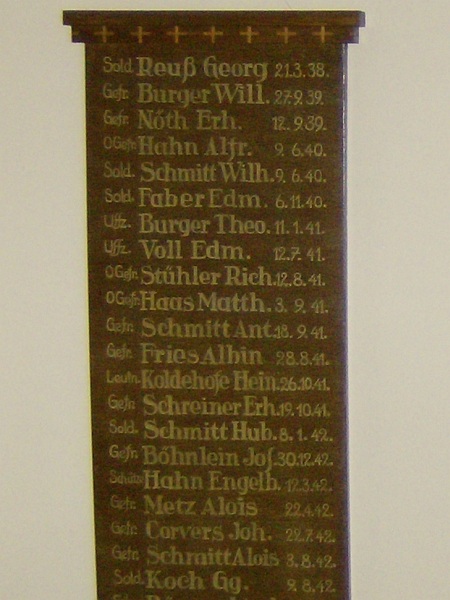 Sold. Reuß Georg 21.3.38.
Gefr. Burger Will. 27.9.39.
Gefr. Nöth Erh. 12.9.39.
OGefr. Hahn Alfr. 9.6.40.
Sold. Schmitt Wilh. 9.6.40.
Sold. Faber Edm. 6.11.40.
Uffz. Burger Theo. 11.1.41.
Uffz. Voll Edm. 12.7.41.
OGefr. Stühler Rich. 12.8.41.
OGefr. Haas Matth. 3.9.41.
Gefr. Schmitt Ant. 18.9.41.
Gefr. Fries Albin 28.8.41.
Leutn. Koldehofe Hein. 26.10.41.
Gefr. Schreiner Erh. 19.10.41.
Sold. Schmitt Hub. 8.1.42.
Gefr. Böhnlein Jos. 30.12.42.
Schütz. Hahn Engelb. 12.3.42.
Gefr. Metz Alois 22.4.42.
Gefr. Corvers Joh. 22.7.42.
Gefr. Schmitt Alois 3.8.42.
Sold. Koch Gg. 9.8.42.